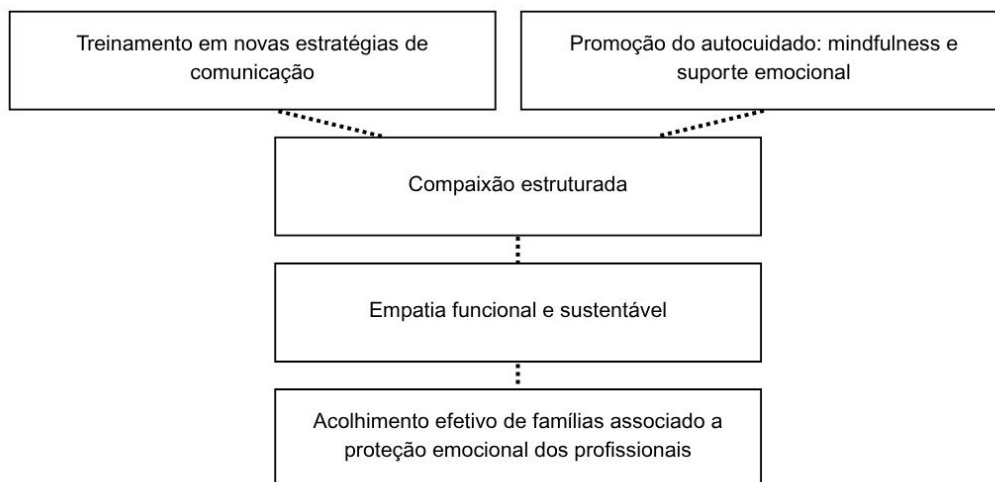 Treinamento em novas estratégias de
comunicação
Promoção do autocuidado: mindfulness e
suporte emocional
Compaixão estruturada
Empatia funcional e sustentável
Acolhimento efetivo de famílias associado a
proteção emocional dos profissionais